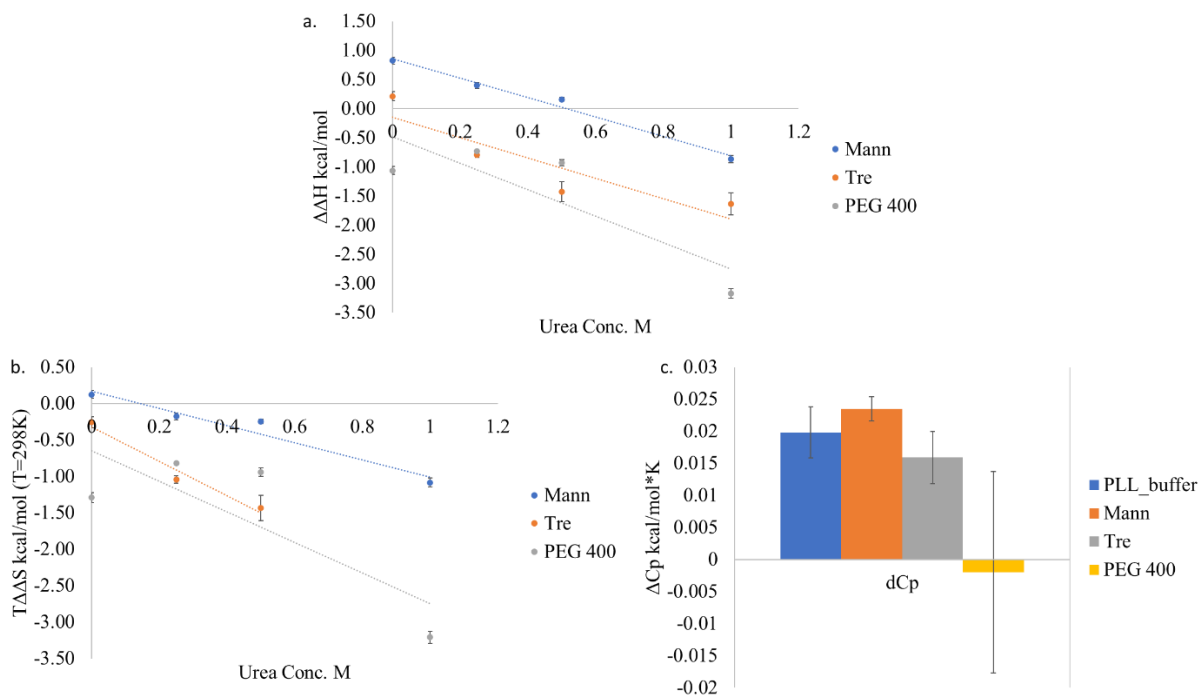 a.
1.50
1.00
0.50
0.00
-0.50
-1.00
-1.50
-2.00
-2.50
-3.00
-3.50
0 0.2 0.4 0.6 0.8 1 1.2
ΔΔH kcal/mol
Urea Conc. M
Mann
Tre
PEG 400
b.
0.50
0.00
-0.50
-1.00
-1.50
-2.00
-2.50
-3.00
-3.50
0 0.2 0.4 0.6 0.8 1 1.2
TΔΔS kcal/mol (T=298K)
Urea Conc. M
Mann
Tre
PEG 400
c.
0.03
0.025
0.02
0.015
0.01
0.005
0
-0.005
-0.01
-0.015
-0.02
ΔCp kcal/mol*K
dCp
PLL_buffer
Mann
Tre
PEG 400